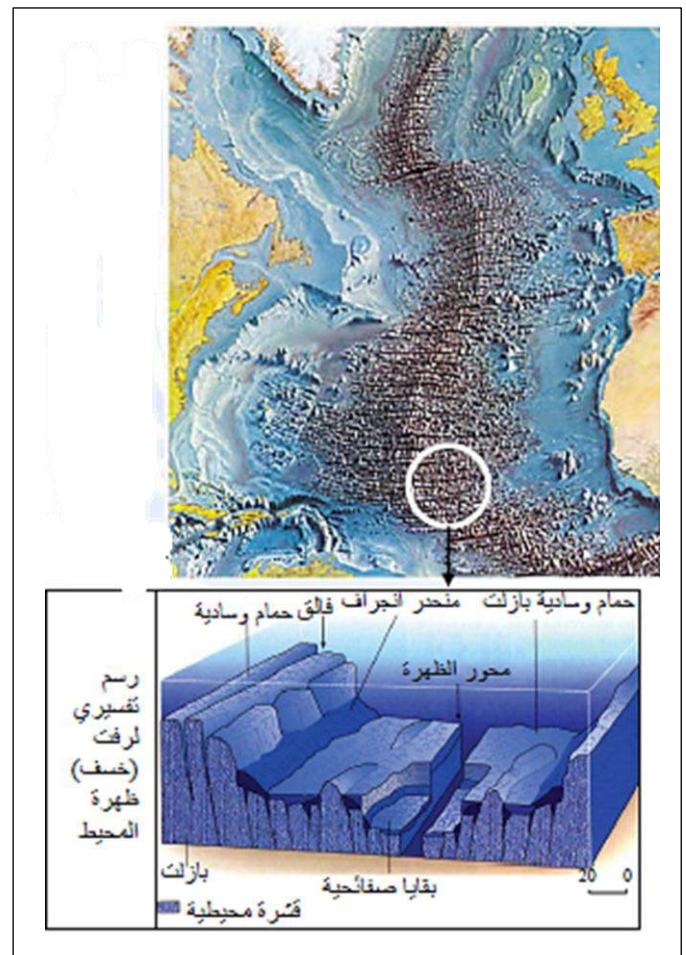 حمام وسادية بازلت
منحدر انجراف
فالق
حمام وسادية
محور الظهرة
رسم
تفسيري
لرفت
(خسف)
ظهرة
المحيط
بازلت
بقايا صفائحية
20 0
قشرة محيطية